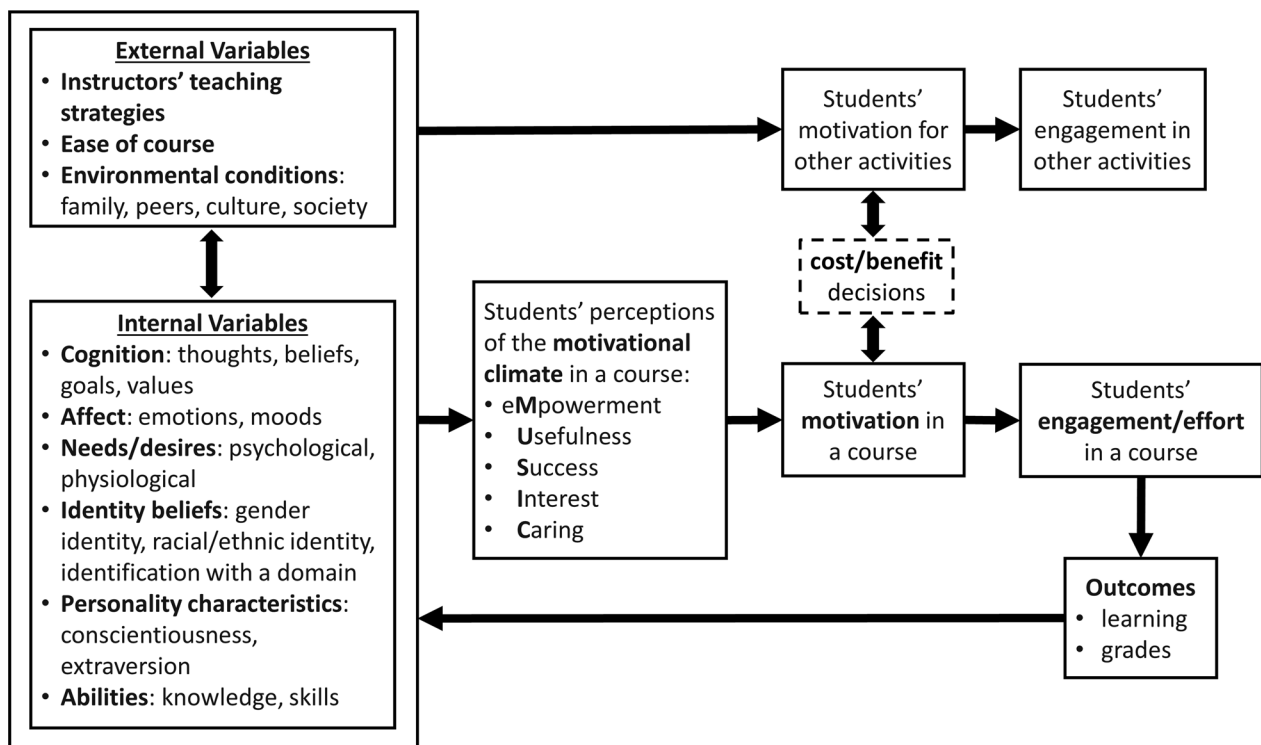 External Variables
• Instructors’ teaching
strategies
• Ease of course
• Environmental conditions:
family, peers, culture, society
Internal Variables
• Cognition: thoughts, beliefs,
goals, values
• Affect: emotions, moods
• Needs/desires: psychological,
physiological
• Identity beliefs: gender
identity, racial/ethnic identity,
identification with a domain
• Personality characteristics:
conscientiousness,
extraversion
• Abilities: knowledge, skills
Students’ perceptions
of the motivational
climate in a course:
• eMpowerment
• Usefulness
• Success
• Interest
• Caring
Students’
motivation for
other activities
Students’
engagement in
other activities
cost/benefit
decisions
Students’
motivation in
a course
Students’
engagement/effort
in a course
Outcomes
• learning
• grades